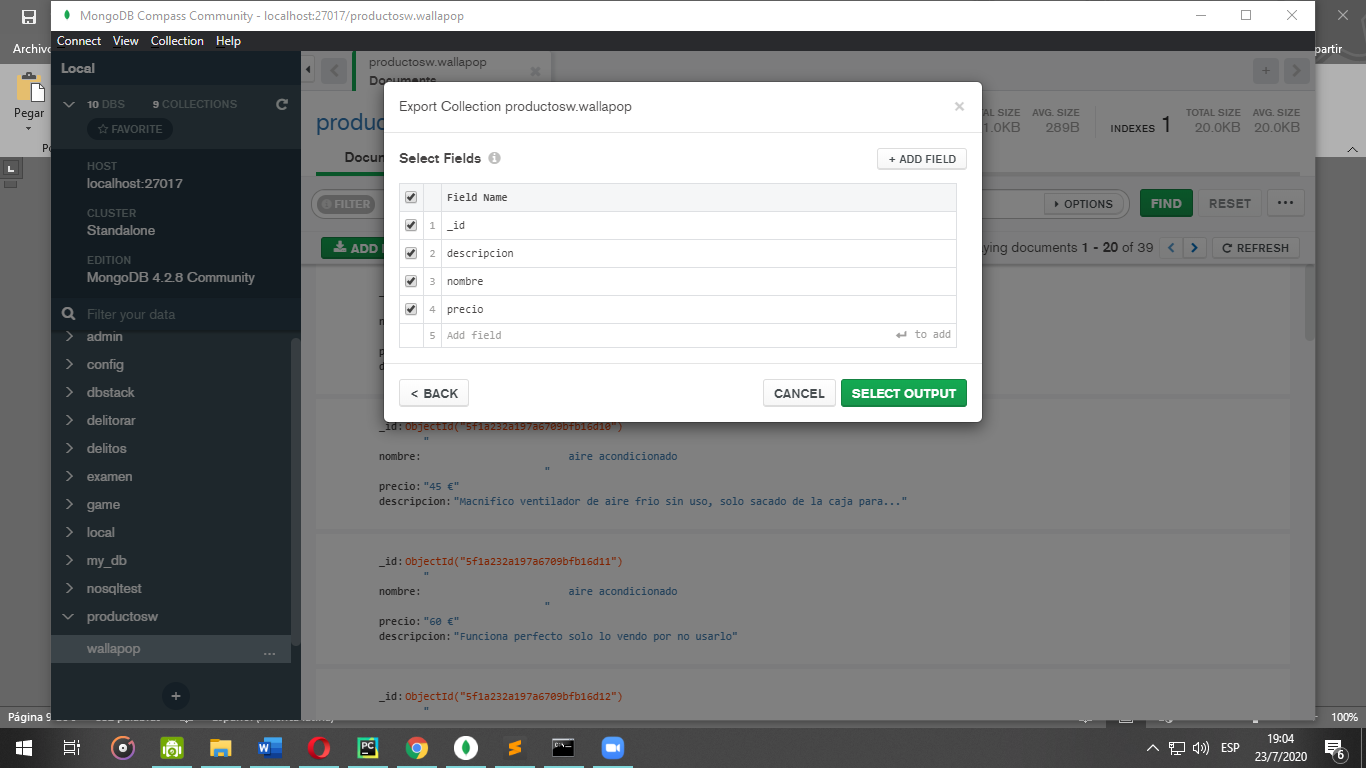 MongoDB Compass Community - localhost:27017/productosw.wallapop
Archivo
partir
Connect View Collection Help
Local
productosw.wallapop
Documents
Pegar
10 DBS 9 COLLECTIONS
FAVORITE
Export Collection productosw.wallapop
AVG. SIZE
289B
INDEXES 1
TOTAL SIZE
20.0KB
AVG. SIZE
20.0KB
HOST
localhost:27017
Select Fields
+ ADD FIELD
CLUSTER
Standalone
FILTER
OPTIONS
FIND
RESET
Field Name
1 _id
2 descripcion
3 nombre
4 precio
5 Add field
to add
EDITION
MongoDB 4.2.8 Community
documents 1 - 20 of 39
REFRESH
Filter your data
< BACK
CANCEL
SELECT OUTPUT
admin
config
dbstack
delitorar
delitos
examen
game
local
my_db
nosqltest
productosw
wallapop
...
+
_id:ObjectId("5f1a232a197a6709bfb16d10")
"
nombre: aire acondicionado
"
precio:"45 €"
descripcion:"Macnifico ventilador de aire frio sin uso, solo sacado de la caja para..."
_id:ObjectId("5f1a232a197a6709bfb16d11")
"
nombre: aire acondicionado
"
precio:"60 €"
descripcion:"Funciona perfecto solo lo vendo por no usarlo"
_id:ObjectId("5f1a232a197a6709bfb16d12")
"
Página 9
100%
ESP
19:04
23/7/2020
6